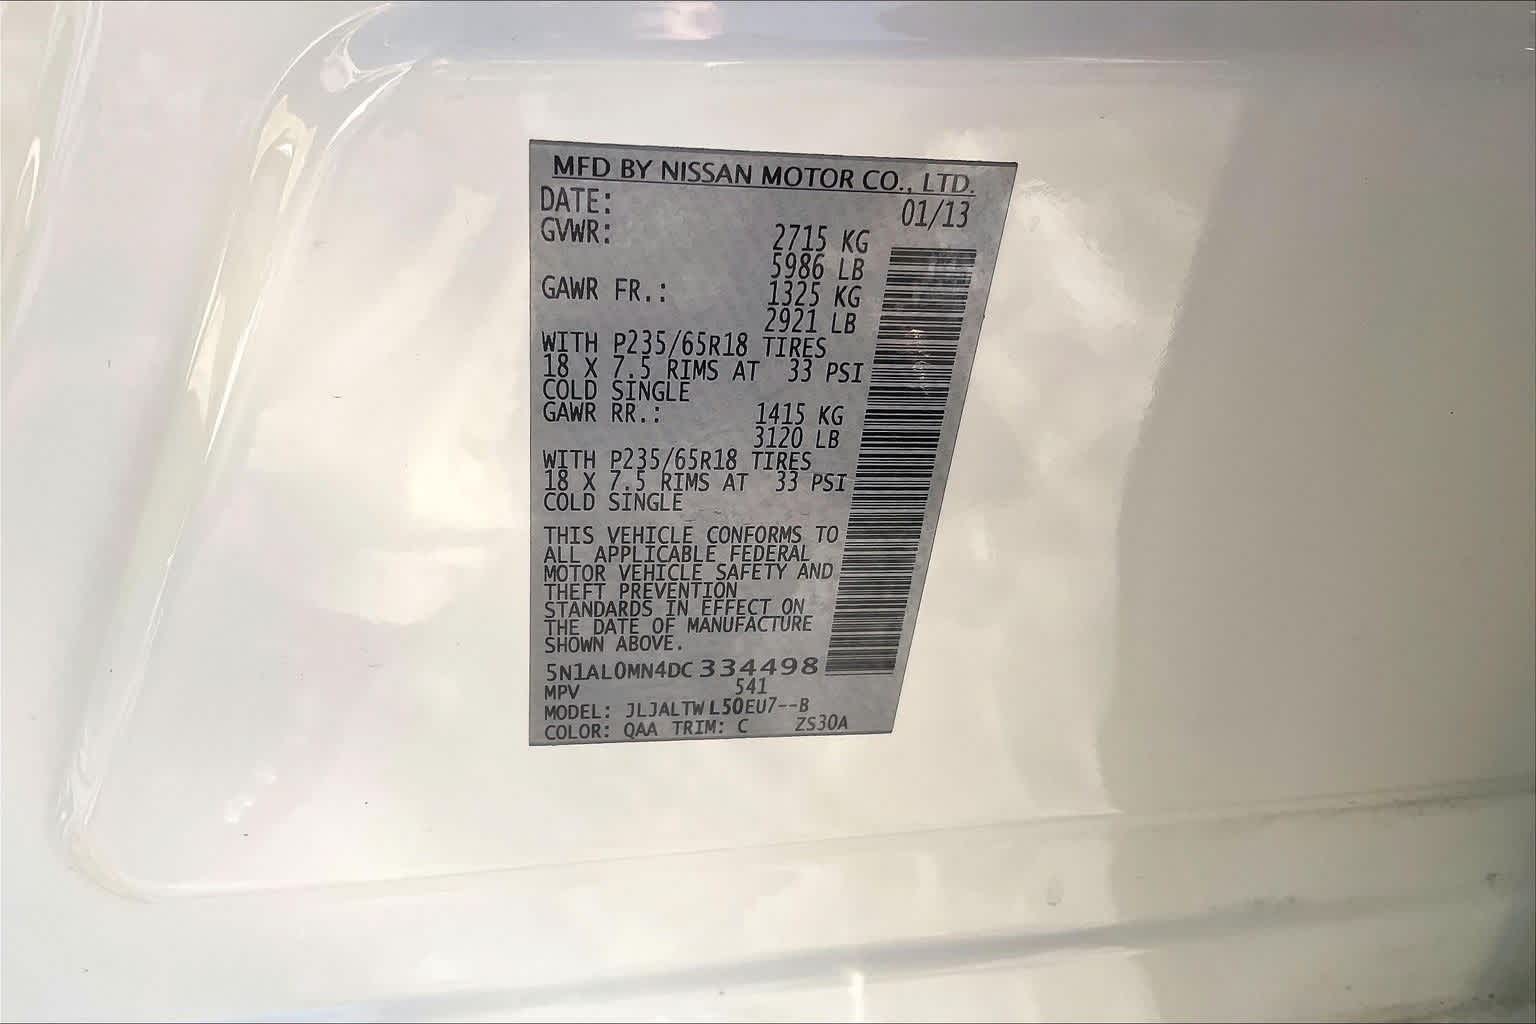 MFD BY NISSAN MOTOR CO., LTD.
DATE: 01/13
GVWR: 2715 KG
5986 LB
GAWR FR.: 1325 KG
2921 LB
WITH P235/65R18 TIRES
18 X 7.5 RIMS AT 33 PSI
COLD SINGLE
GAWR RR.: 1415 KG
3120 LB
WITH P235/65R18 TIRES
18 X 7.5 RIMS AT 33 PSI
COLD SINGLE
THIS VEHICLE CONFORMS TO
ALL APPLICABLE FEDERAL
MOTOR VEHICLE SAFETY AND
THEFT PREVENTION
STANDARDS IN EFFECT ON
THE DATE OF MANUFACTURE
SHOWN ABOVE.
5N1AL0MN4DC 334498
MPV 541
MODEL: JLJALTWL50EU7--B
COLOR: QAA TRIM: C ZS30A